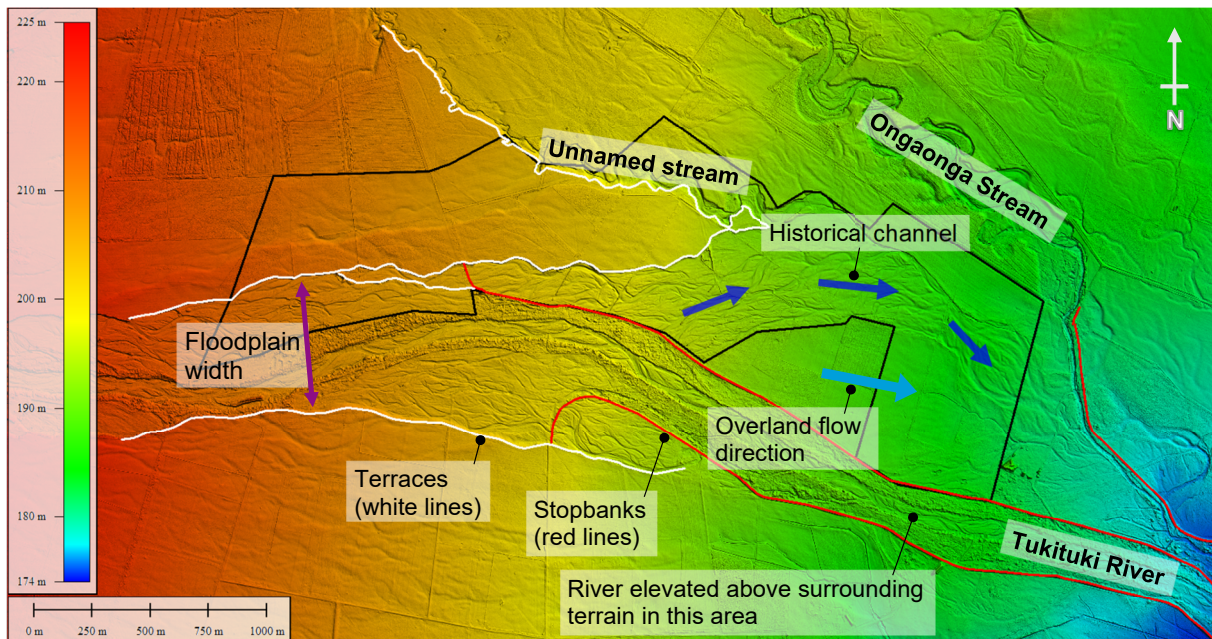 225 m
220 m
210 m
200 m
190 m
180 m
174 m
0 m
250 m
500 m
750 m
1000 m
N
Unnamed stream
Ongaonga Stream
Historical channel
Floodplain
width
Overland flow
direction
Terraces
(white lines)
Stopbanks
(red lines)
Tukituki River
River elevated above surrounding
terrain in this area